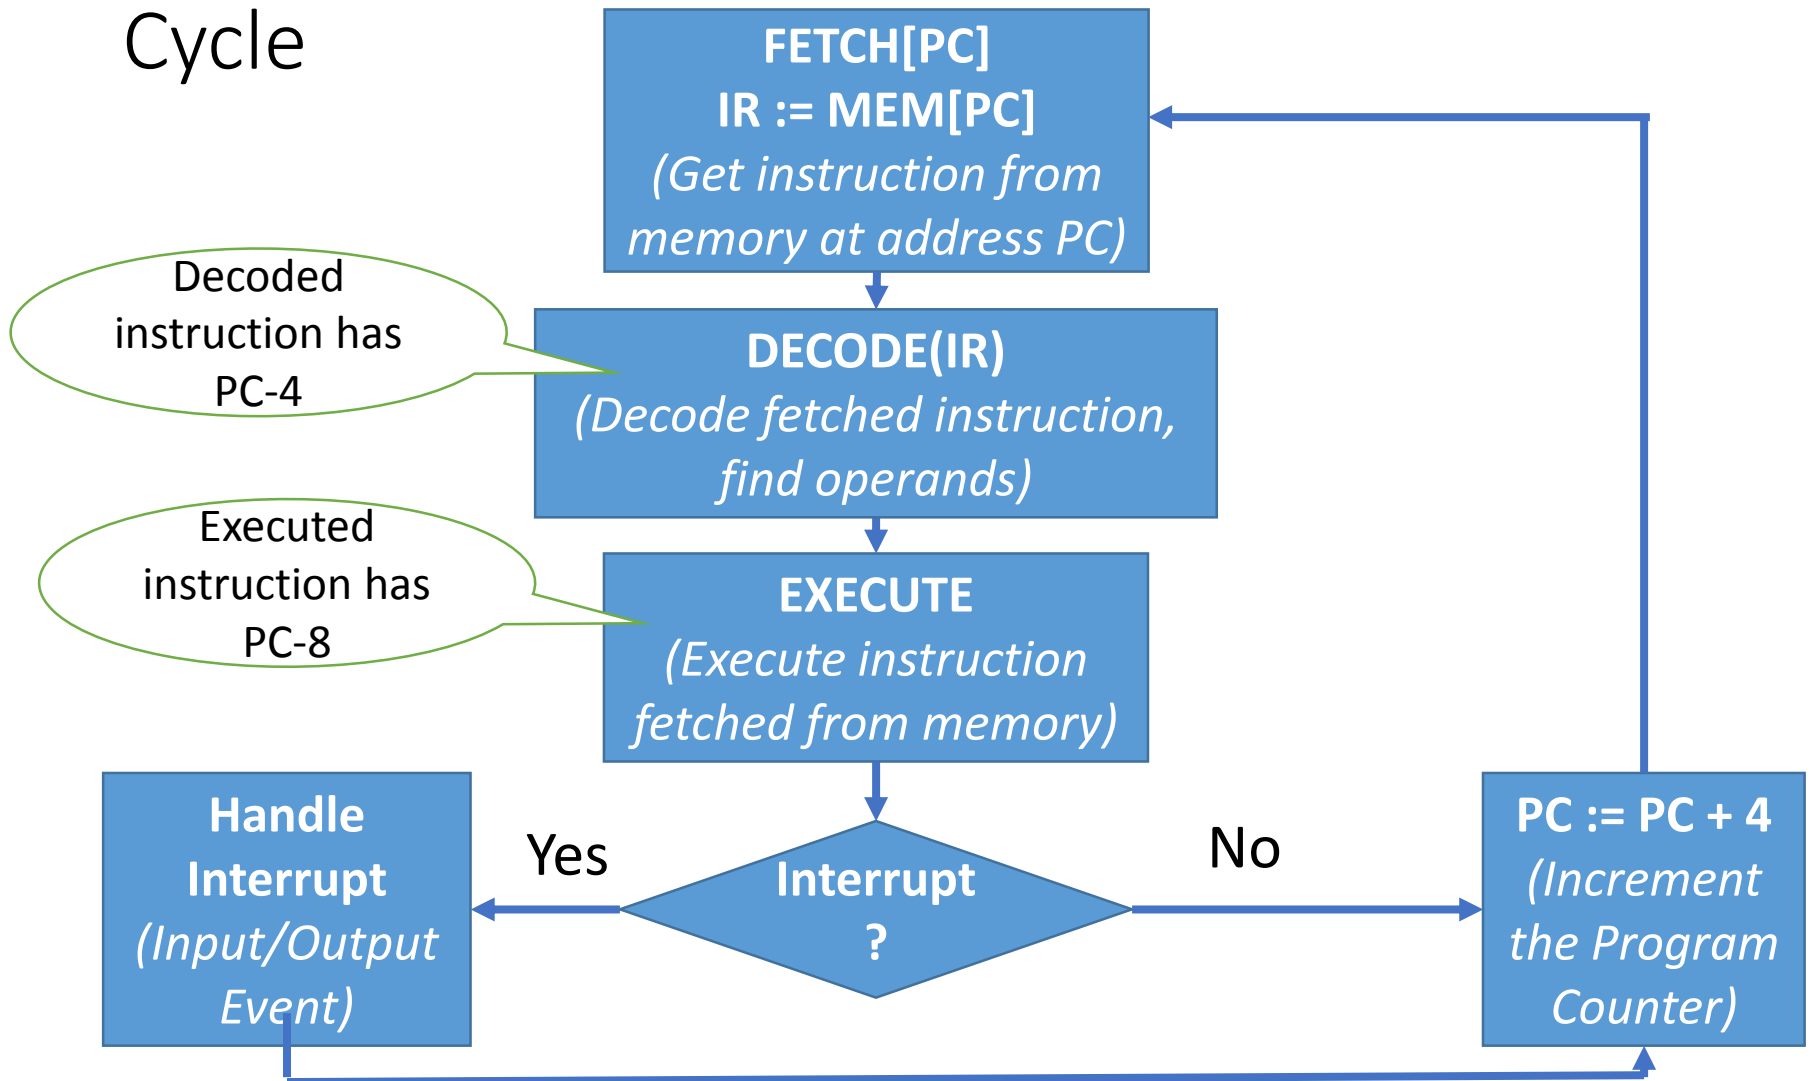 Cycle
FETCH[PC]
IR := MEM[PC]
(Get instruction from
memory at address PC)
Decoded
instruction has
PC-4
DECODE(IR)
(Decode fetched instruction,
find operands)
Executed
instruction has
PC-8
EXECUTE
(Execute instruction
fetched from memory)
Handle
Interrupt
(Input/Output
Event)
Yes
Interrupt
?
No
PC := PC + 4
(Increment
the Program
Counter)